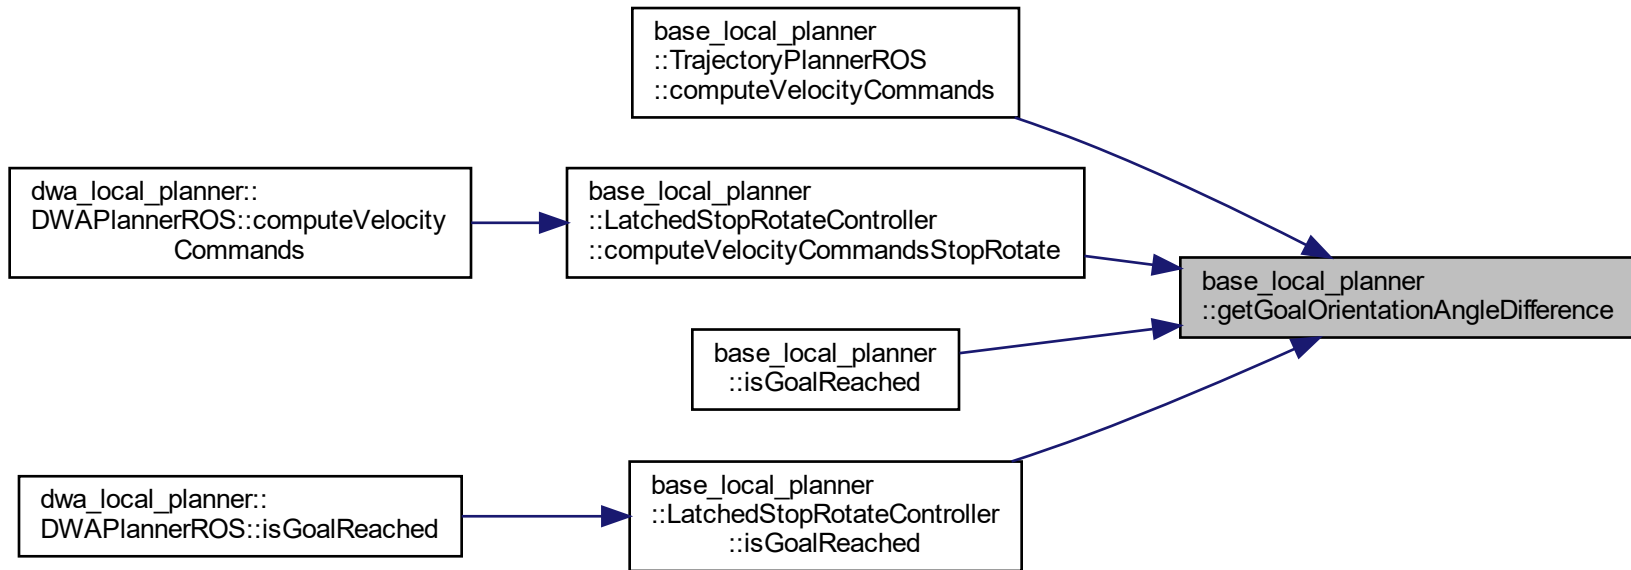 base_local_planner
::TrajectoryPlannerROS
::computeVelocityCommands
dwa_local_planner::
DWAPlannerROS::computeVelocity
Commands
base_local_planner
::LatchedStopRotateController
::computeVelocityCommandsStopRotate
base_local_planner
::getGoalOrientationAngleDifference
base_local_planner
::isGoalReached
dwa_local_planner::
DWAPlannerROS::isGoalReached
base_local_planner
::LatchedStopRotateController
::isGoalReached